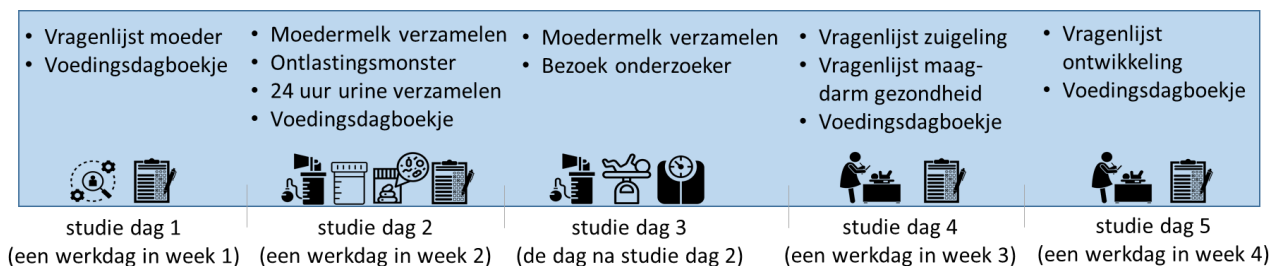 • Vragenlijst moeder
• Voedingsdagboekje
• Moedermelk verzamelen
• Ontlastingsmonster
• 24 uur urine verzamelen
• Voedingsdagboekje
• Moedermelk verzamelen
• Bezoek onderzoeker
• Vragenlijst zuigeling
• Vragenlijst maag-
darm gezondheid
• Voedingsdagboekje
• Vragenlijst
ontwikkeling
• Voedingsdagboekje
studie dag 1
(een werkdag in week 1)
studie dag 2
(een werkdag in week 2)
studie dag 3
(de dag na studie dag 2)
studie dag 4
(een werkdag in week 3)
studie dag 5
(een werkdag in week 4)